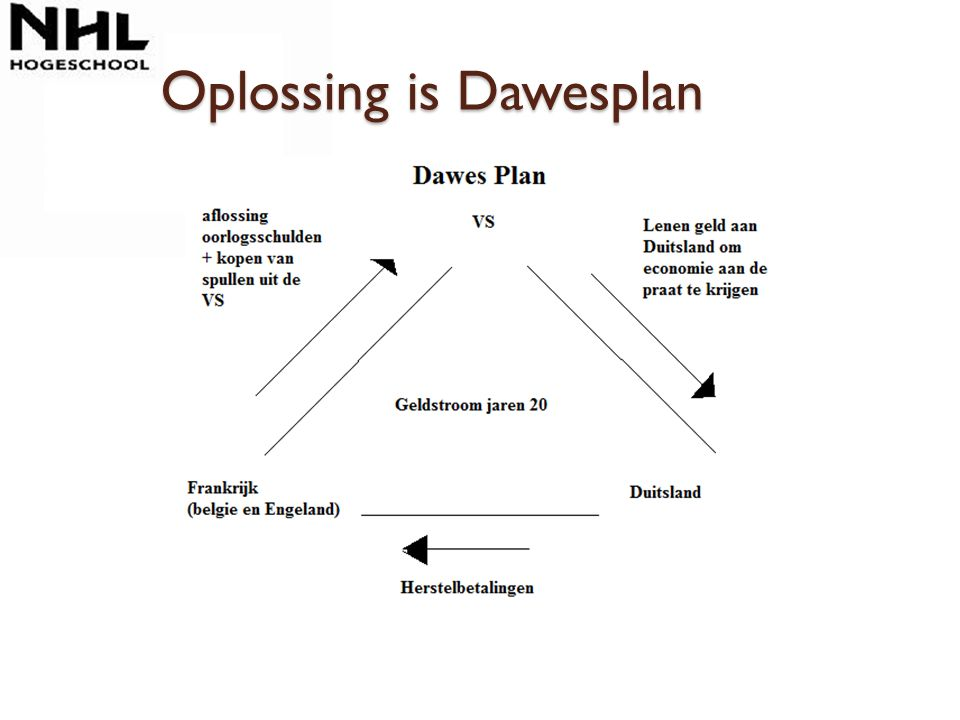 NHL
HOGESCHOOL
Oplossing is Dawesplan
Dawes Plan
aflossing
oorlogsschulden
+ kopen van
spullen uit de
VS
VS
Lenen geld aan
Duitsland om
economie aan de
praat te krijgen
Geldstroom jaren 20
Frankrijk
(belgie en Engeland)
Duitsland
Herstelbetalingen